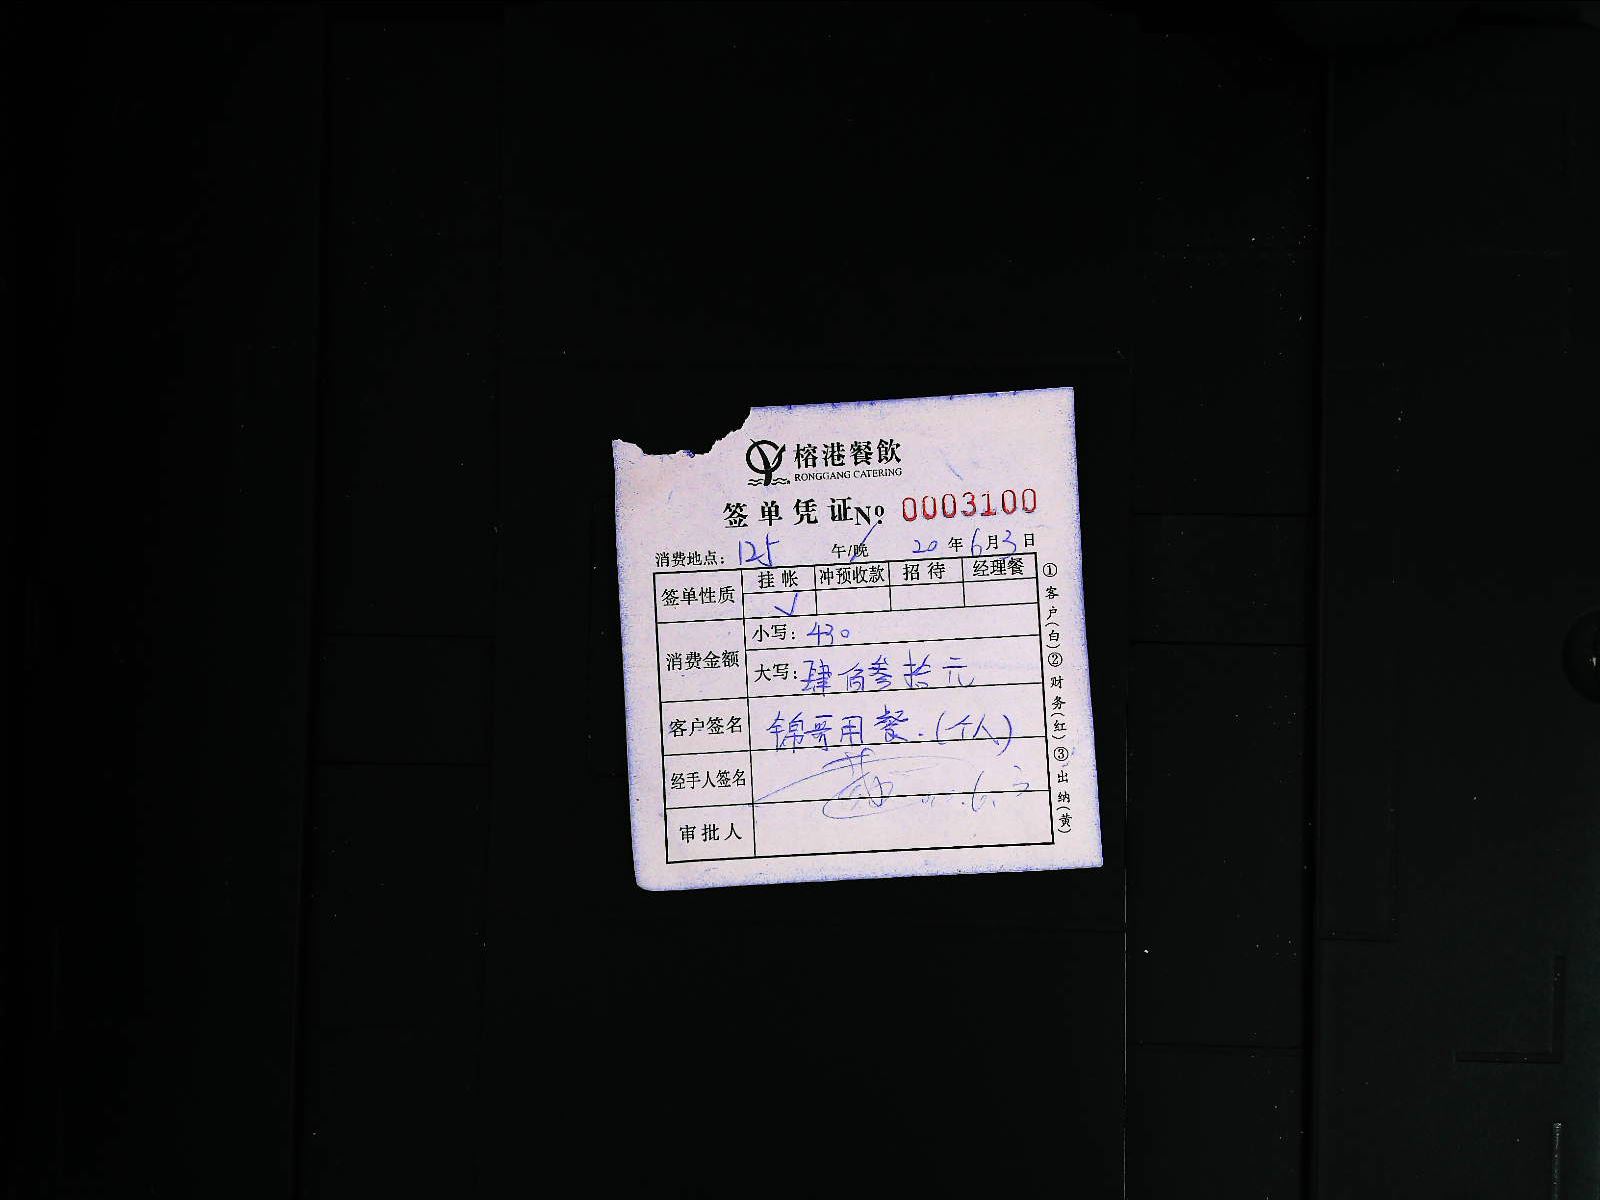 榕港餐飲
RONGGANG CATERING
签单凭证 Nº 0003100
消费地点: 125 午/晚 20年6月3日
签单性质 挂帐 冲预收款 招待 经理餐
✓
消费金额 小写: 430
大写: 肆佰叁拾元
客户签名 锦哥用餐.(个人)
经手人签名
审批人
①客户(白)②财务(红)③出纳(黄)